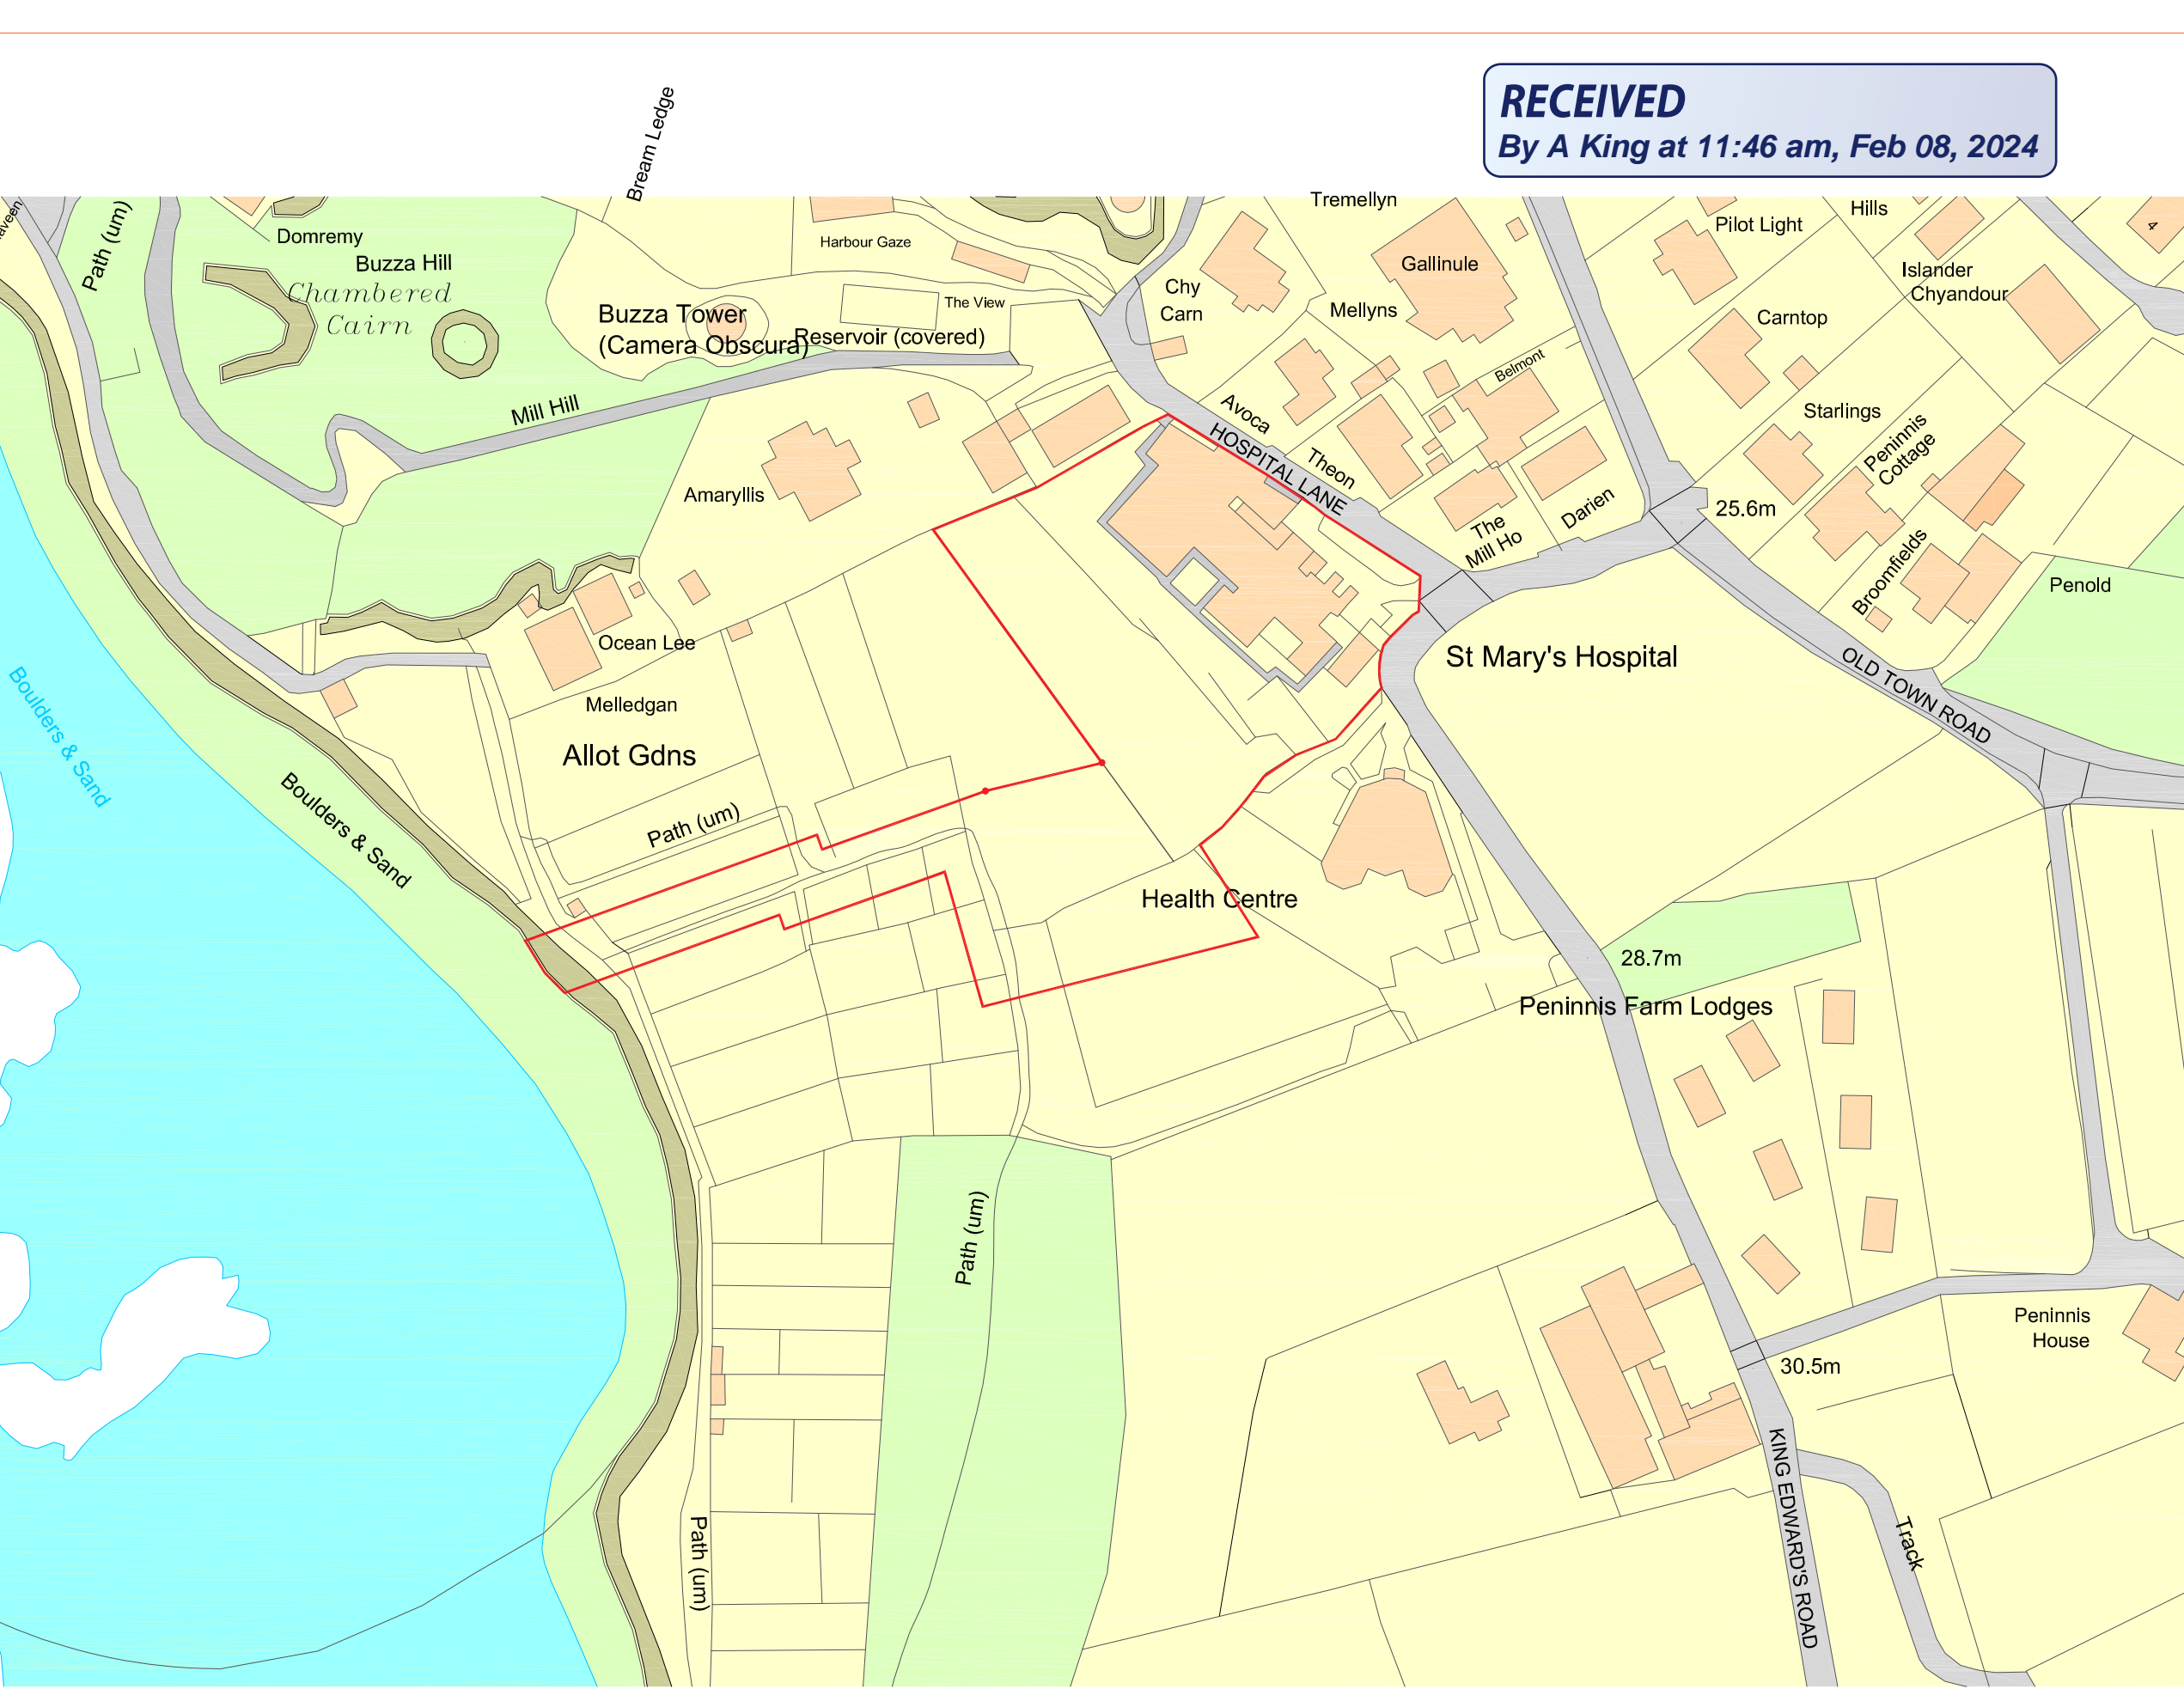 RECEIVED
By A King at 11:46 am, Feb 08, 2024
Bream Ledge
Path (um)
Domremy
Buzza Hill
Chambered
Cairn
Harbour Gaze
The View
Buzza Tower
(Camera Obscura)
Reservoir (covered)
Mill Hill
Tremellyn
Gallinule
Chy
Carn
Mellyns
Belmont
Avoca
Theon
HOSPITAL LANE
The
Mill Ho
Darien
Pilot Light
Hills
4
Islander
Chyandour
Carntop
Starlings
Peninnis
Cottage
25.6m
Broomfields
Penold
Amaryllis
Ocean Lee
Melledgan
Allot Gdns
Path (um)
St Mary's Hospital
OLD TOWN ROAD
Boulders & Sand
Boulders & Sand
Health Centre
28.7m
Peninnis Farm Lodges
Path (um)
Peninnis
House
30.5m
KING EDWARD'S ROAD
Track
Path (um)